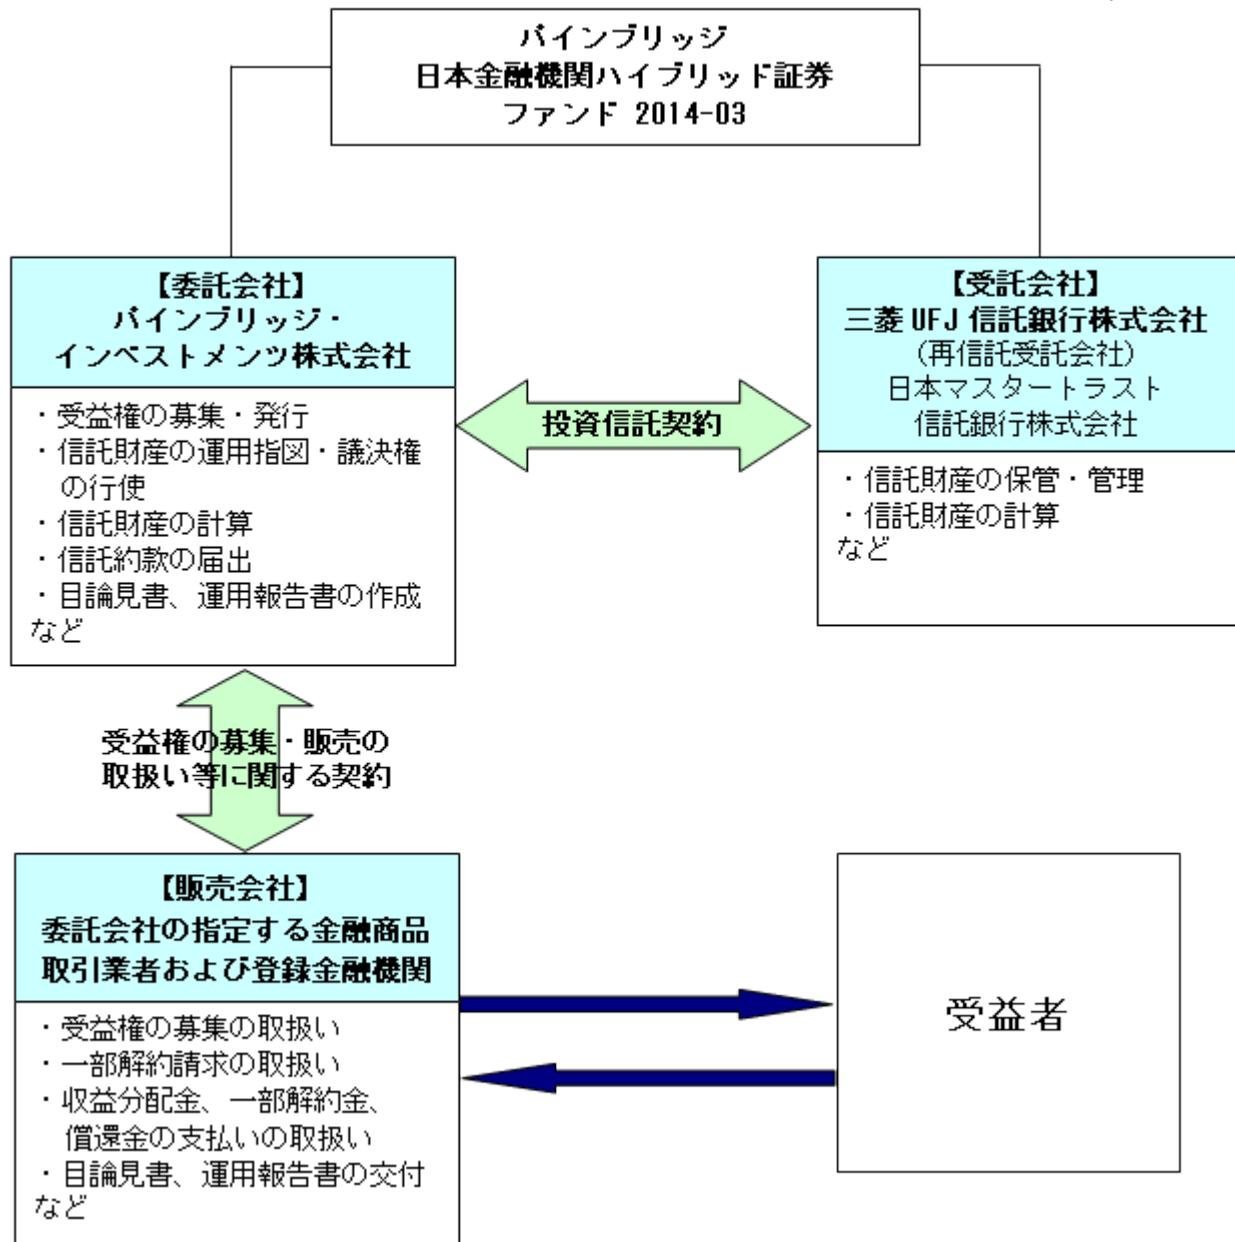 パインブリッジ
日本金融機関ハイブリッド証券
ファンド 2014-03
【委託会社】
パインブリッジ・
インベストメンツ株式会社
・受益権の募集・発行
・信託財産の運用指図・議決権
の行使
・信託財産の計算
・信託約款の届出
・目論見書、運用報告書の作成
など
投資信託契約
【受託会社】
三菱 UFJ 信託銀行株式会社
（再信託受託会社）
日本マスタートラスト
信託銀行株式会社
・信託財産の保管・管理
・信託財産の計算
など
受益権の募集・販売の
取扱い等に関する契約
【販売会社】
委託会社の指定する金融商品
取引業者および登録金融機関
・受益権の募集の取扱い
・一部解約請求の取扱い
・収益分配金、一部解約金、
償還金の支払いの取扱い
・目論見書、運用報告書の交付
など
受益者